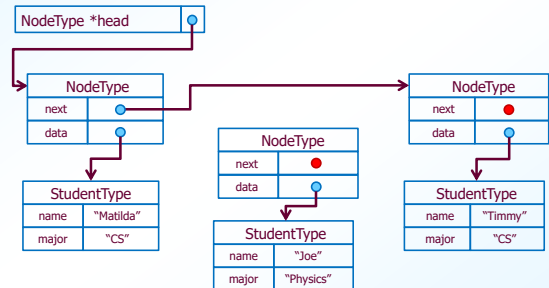 NodeType *head
NodeType
next
data
StudentType
name "Matilda"
major "CS"
NodeType
next
data
StudentType
name "Joe"
major "Physics"
NodeType
next
data
StudentType
name "Timmy"
major "CS"